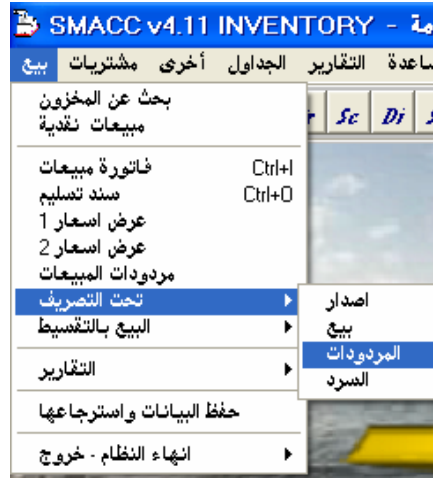 SMACC v4.11 INVENTORY -
بيع مشتريات أخرى الجداول التقارير
Sc Di
بحث عن المخزون
مبيعات نقدية
فاتورة مبيعات Ctrl+I
سند تسليم Ctrl+O
عرض اسعار 1
عرض اسعار 2
مردودات المبيعات
تحت التصريف
البيع بالتقسيط
التقارير
حفظ البيانات واسترجاعها
انهاء النظام - خروج
اصدار
بيع
المردودات
السرد